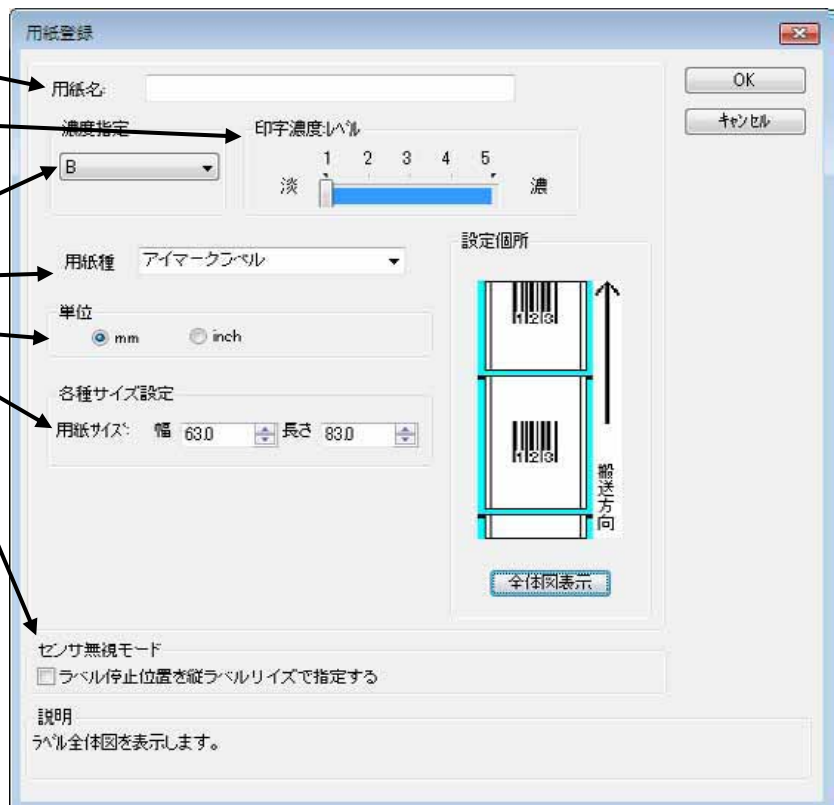 用紙登録
用紙名:
OK
キャンセル
濃度指定
B
印字濃度レベル
1 2 3 4 5
淡
濃
用紙種 アイマークラベル
単位
mm inch
各種サイズ設定
用紙サイズ: 幅 63.0 長さ 83.0
設定個所
123
123
搬送方向
全体図表示
センサ無視モード
ラベル停止位置を縦ラベルリイズで指定する
説明
ラベル全体図を表示します。